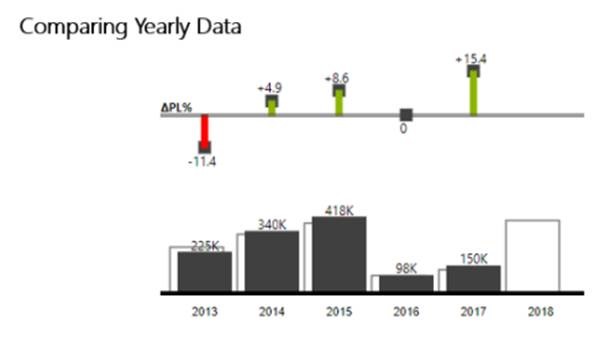 Comparing Yearly Data
+15.4
+4.9
+8.6
ΔPL%
0
-11.4
418K
340K
225K
150K
98K
2013 2014 2015 2016 2017 2018